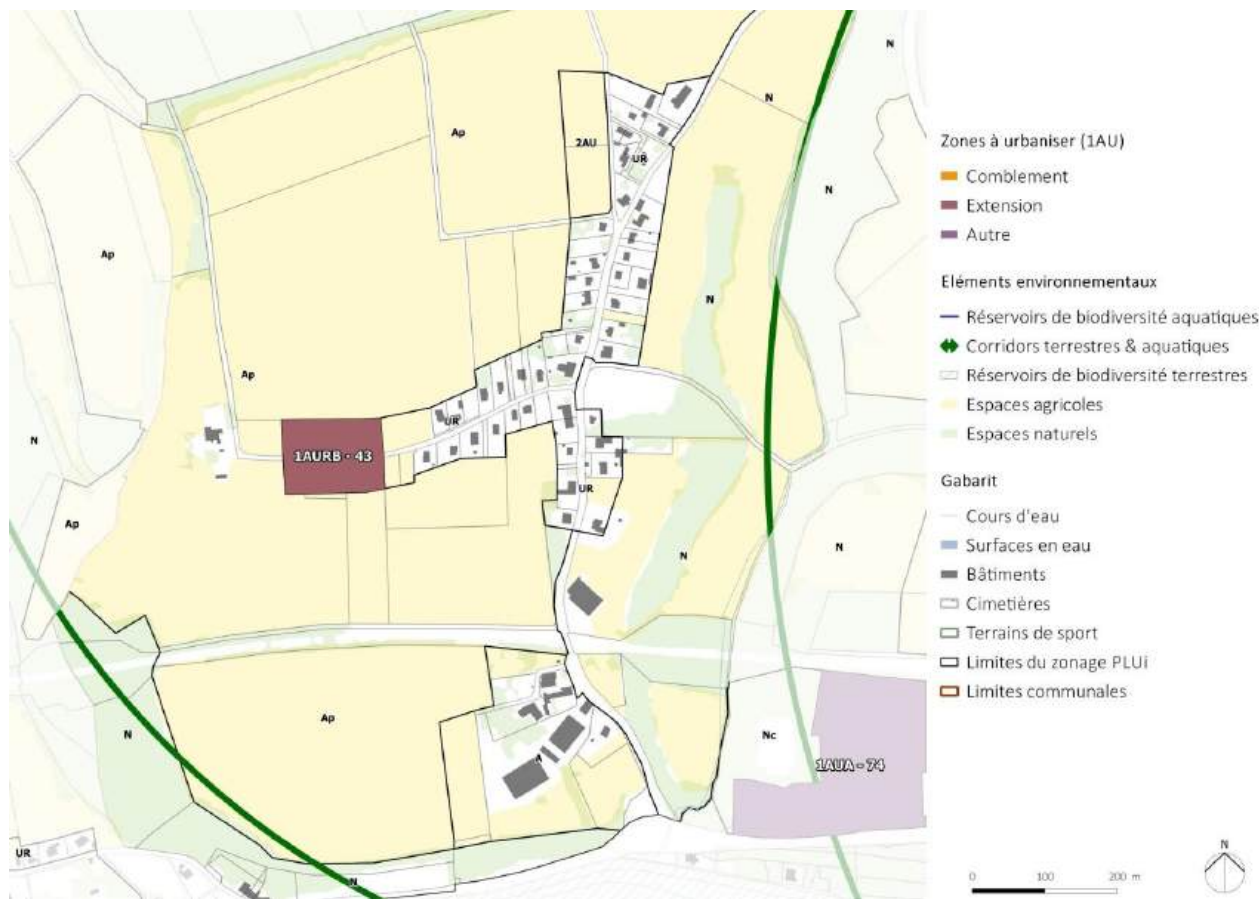 N
N
Ap
2AU
UR
N
Ap
N
Ap
UR
N
1AURB - 43
UR
Ap
N
N
Ap
N
Nc
A
1AUA - 74
UR
N
Zones à urbaniser (1AU)
Comblement
Extension
Autre
Eléments environnementaux
Réservoirs de biodiversité aquatiques
Corridors terrestres & aquatiques
Réservoirs de biodiversité terrestres
Espaces agricoles
Espaces naturels
Gabarit
Cours d'eau
Surfaces en eau
Bâtiments
Cimetières
Terrains de sport
Limites du zonage PLUi
Limites communales
N
0 100 200 m